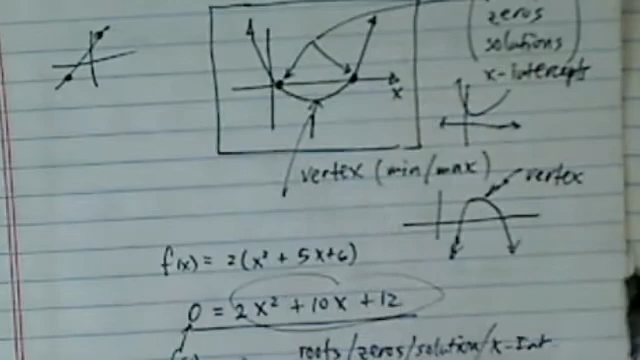 zeros
solutions
x-intercepts
x
vertex (min/max)
vertex
f(x) = 2(x² + 5x+6)
0 = 2x² + 10x + 12
roots/zeros/solution/x-Int